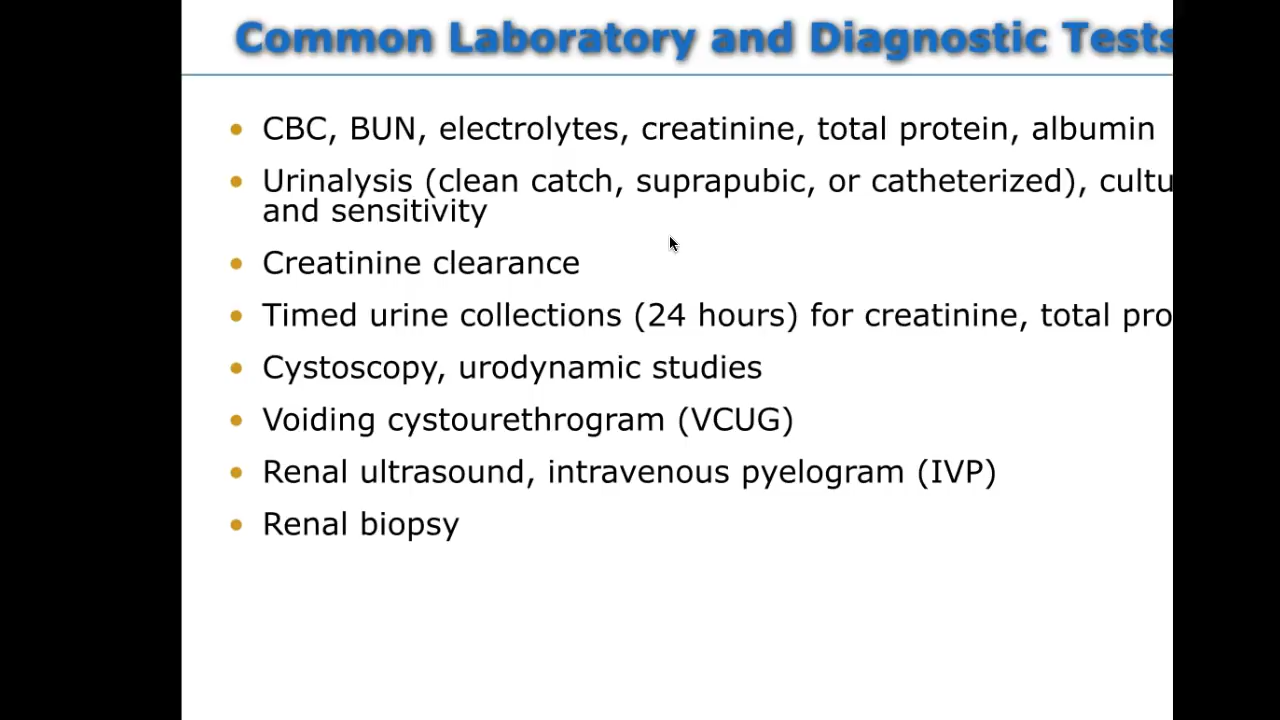 Common Laboratory and Diagnostic Tests
• CBC, BUN, electrolytes, creatinine, total protein, albumin
• Urinalysis (clean catch, suprapubic, or catheterized), cultu
and sensitivity
• Creatinine clearance
• Timed urine collections (24 hours) for creatinine, total pro
• Cystoscopy, urodynamic studies
• Voiding cystourethrogram (VCUG)
• Renal ultrasound, intravenous pyelogram (IVP)
• Renal biopsy